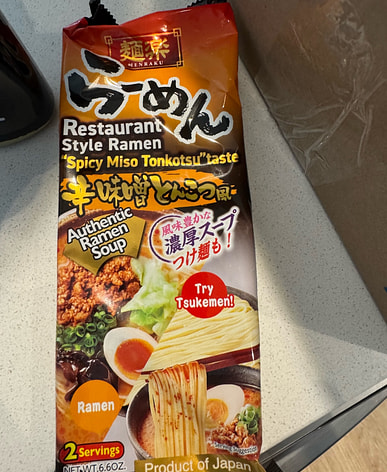 麺楽
MENRAKU
らーめん
Restaurant
Style Ramen
"Spicy Miso Tonkotsu"taste
辛味噌とんこつ風
Authentic
Ramen
Soup
風味豊かな
濃厚スープ
つけ麺も!
Try
Tsukemen!
Ramen
Serving Suggestion
2 Servings
NET WT. 6.6OZ.
Product of Japan